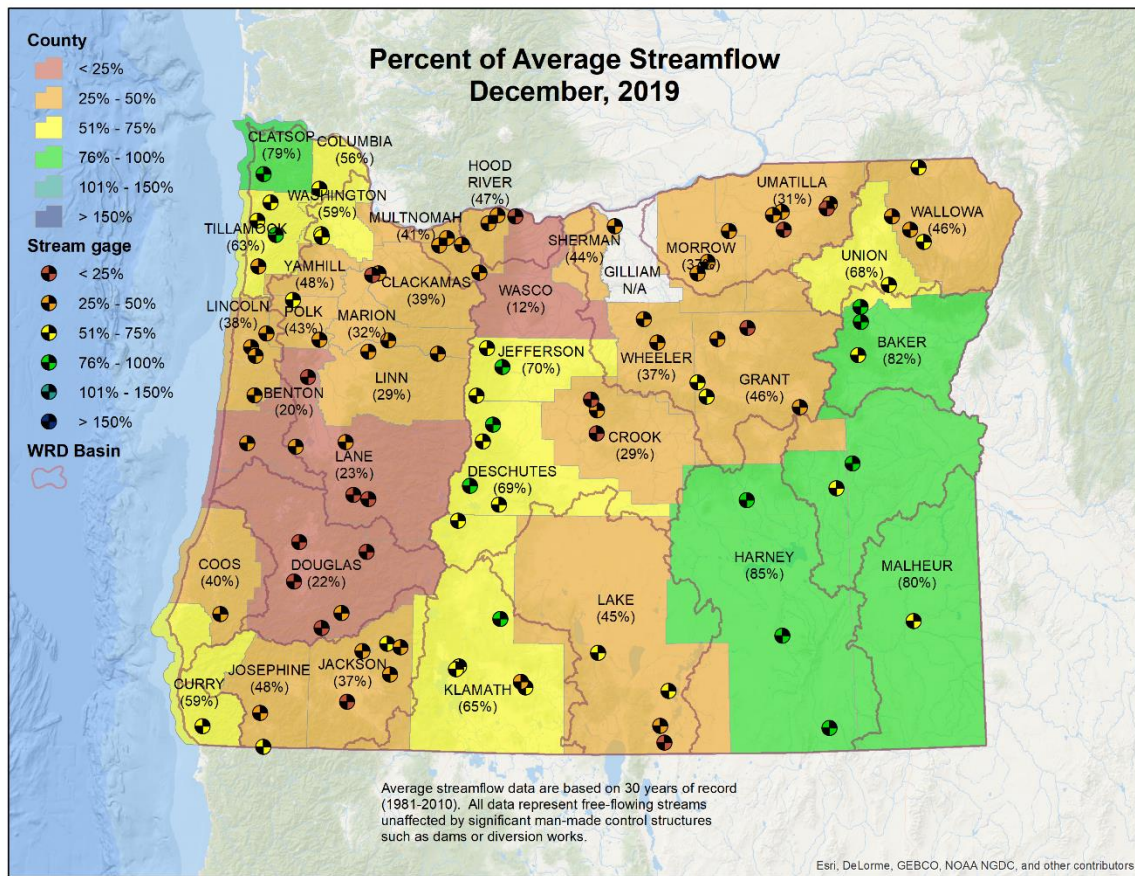 Percent of Average Streamflow
December, 2019
County
< 25%
25% - 50%
51% - 75%
76% - 100%
101% - 150%
> 150%
Stream gage
< 25%
25% - 50%
51% - 75%
76% - 100%
101% - 150%
> 150%
WRD Basin
CLATSOP
(79%)
COLUMBIA
(56%)
HOOD
RIVER
(47%)
WASHINGTON
(59%)
MULTNOMAH
41%)
TILLAMOOK
(63%)
YAMHILL
(48%)
CLACKAMAS
(39%)
SHERMAN
(44%)
GILLIAM
N/A
MORROW
(37%)
UMATILLA
(31%)
WALLOWA
(46%)
UNION
(68%)
WASCO
(12%)
LINCOLN
(38%)
POLK
(43%)
MARION
(32%)
JEFFERSON
(70%)
WHEELER
(37%)
GRANT
(46%)
BAKER
(82%)
BENTON
(20%)
LINN
(29%)
CROOK
(29%)
LANE
(23%)
DESCHUTES
(69%)
COOS
(40%)
DOUGLAS
(22%)
LAKE
(45%)
HARNEY
(85%)
MALHEUR
(80%)
CURRY
(59%)
JOSEPHINE
(48%)
JACKSON
(37%)
KLAMATH
(65%)
Average streamflow data are based on 30 years of record
(1981-2010). All data represent free-flowing streams
unaffected by significant man-made control structures
such as dams or diversion works.
Esri, DeLorme, GEBCO, NOAA NGDC, and other contributors